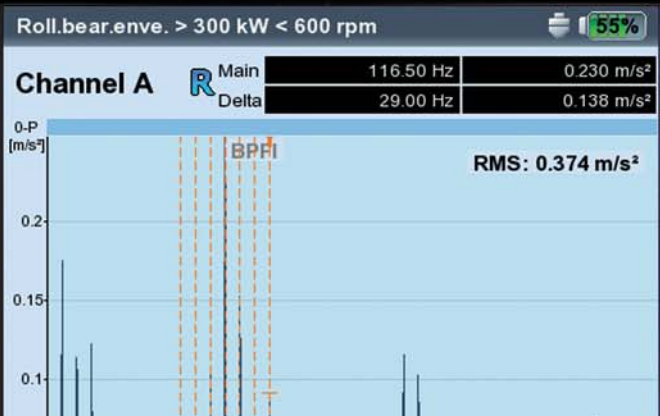 Roll.bear.enve. > 300 kW < 600 rpm 55%
Channel A R Main 116.50 Hz 0.230 m/s²
Delta 29.00 Hz 0.138 m/s²
0-P
[m/s²]
BPFI
RMS: 0.374 m/s²
0.2
0.15
0.1